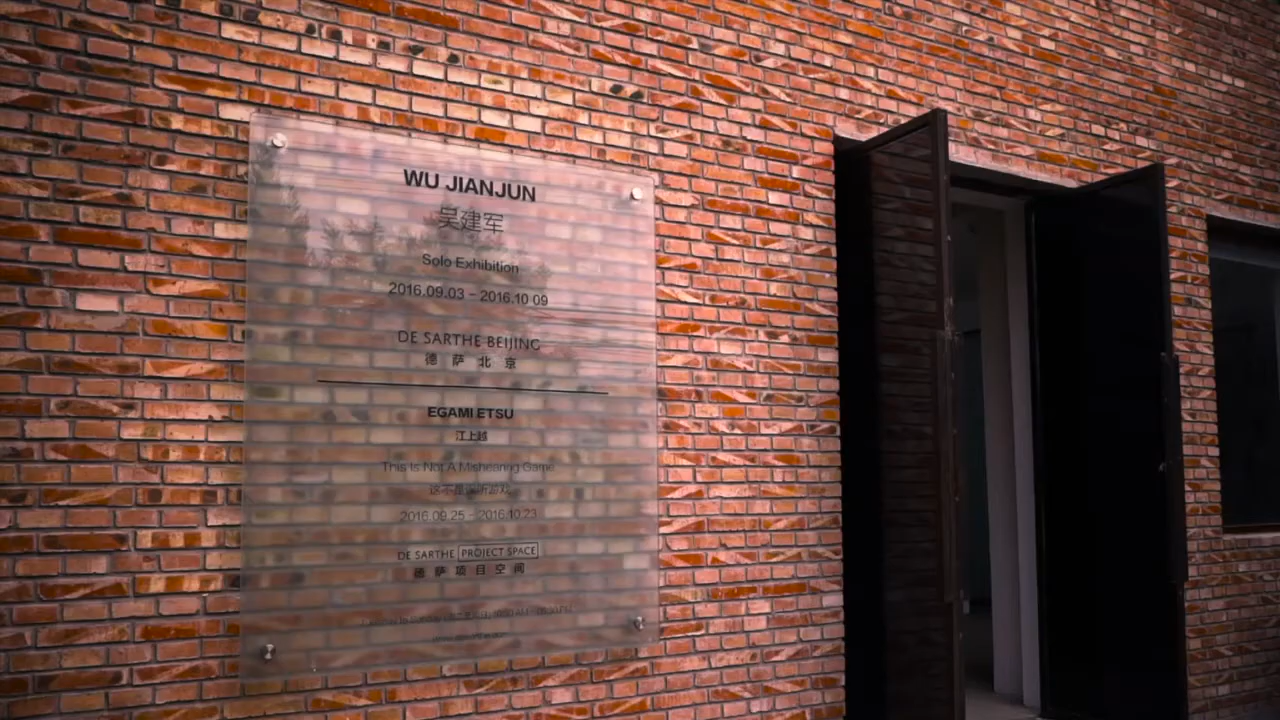 WU JIANJUN
吴建军
Solo Exhibition
2016.09.03 – 2016.10 09
DE SARTHE BEIJING
德萨北京
EGAMI ETSU
江上越
This Is Not A Mishearing Game
这不是误听游戏
2016.09.25 – 2016.10.23
DE SARTHE PROJECT SPACE
德萨项目空间